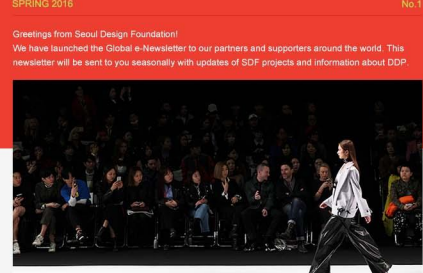 SPRING 2016
No.1
Greetings from Seoul Design Foundation!
We have launched the Global e-Newsletter to our partners and supporters around the world. This
newsletter will be sent to you seasonally with updates of SDF projects and information about DDP.